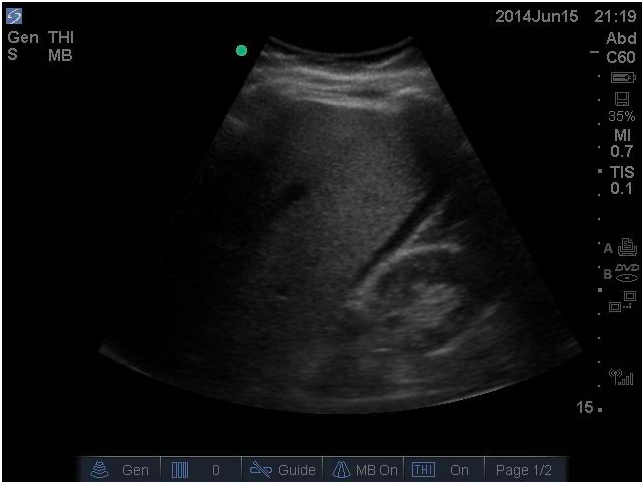 2014Jun15 21:19
Gen THI
S MB
Abd
C60
35%
MI
0.7
TIS
0.1
A
B DVD
15
Gen
0
Guide
MB On
THI On
Page 1/2